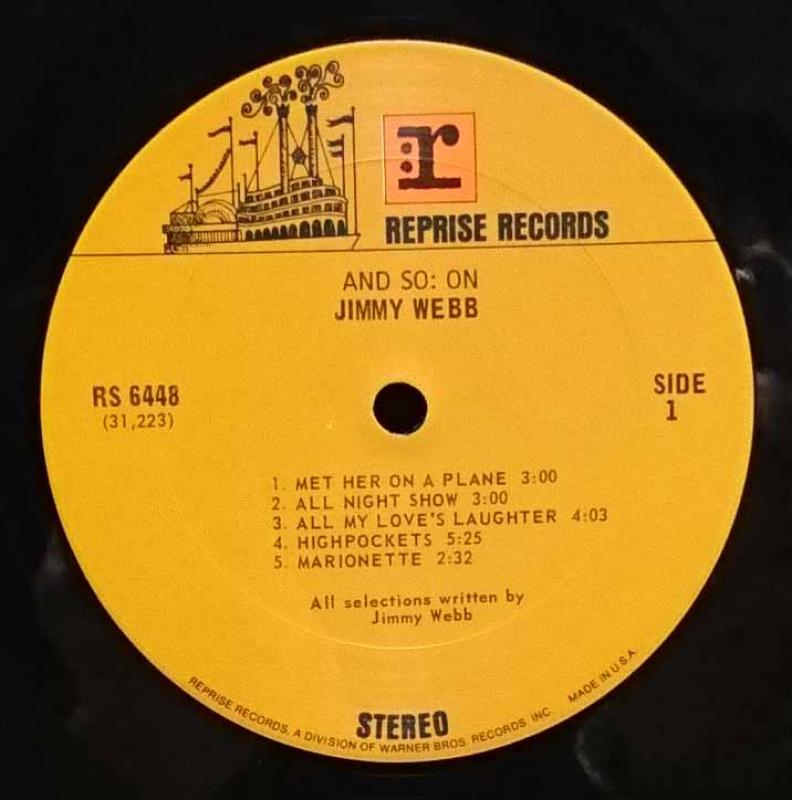 r:
REPRISE RECORDS
AND SO: ON
JIMMY WEBB
RS 6448
(31,223)
SIDE
1
1. MET HER ON A PLANE 3:00
2. ALL NIGHT SHOW 3:00
3. ALL MY LOVE'S LAUGHTER 4:03
4. HIGHPOCKETS 5:25
5. MARIONETTE 2:32
All selections written by
Jimmy Webb
STEREO
REPRISE RECORDS, A DIVISION OF WARNER BROS. RECORDS, INC. MADE IN U.S.A.